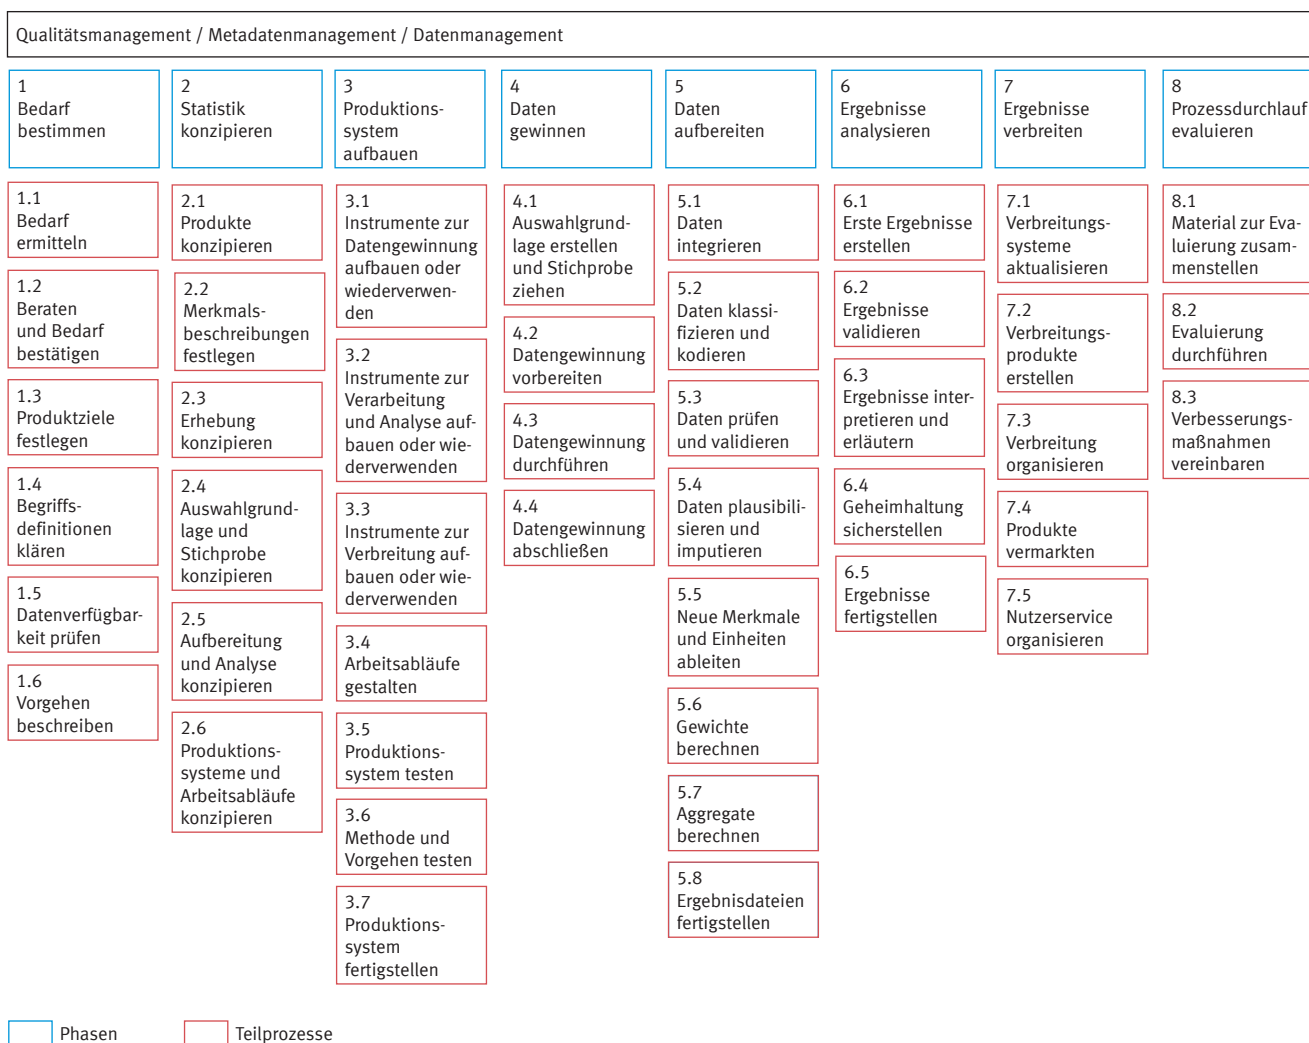 Qualitätsmanagement / Metadatenmanagement / Datenmanagement
1
Bedarf
bestimmen
2
Statistik
konzipieren
3
Produktions-
system
aufbauen
4
Daten
gewinnen
5
Daten
aufbereiten
6
Ergebnisse
analysieren
7
Ergebnisse
verbreiten
8
Prozessdurchlauf
evaluieren
1.1
Bedarf
ermitteln
1.2
Beraten
und Bedarf
bestätigen
1.3
Produktziele
festlegen
1.4
Begriffs-
definitionen
klären
1.5
Datenverfügbar-
keit prüfen
1.6
Vorgehen
beschreiben
2.1
Produkte
konzipieren
2.2
Merkmals-
beschreibungen
festlegen
2.3
Erhebung
konzipieren
2.4
Auswahlgrund-
lage und
Stichprobe
konzipieren
2.5
Aufbereitung
und Analyse
konzipieren
2.6
Produktions-
systeme und
Arbeitsabläufe
konzipieren
3.1
Instrumente zur
Datengewinnung
aufbauen oder
wiederverwen-
den
3.2
Instrumente zur
Verarbeitung
und Analyse auf-
bauen oder wie-
derverwenden
3.3
Instrumente zur
Verbreitung auf-
bauen oder wie-
derverwenden
3.4
Arbeitsabläufe
gestalten
3.5
Produktions-
system testen
3.6
Methode und
Vorgehen testen
3.7
Produktions-
system
fertigstellen
4.1
Auswahlgrund-
lage erstellen
und Stichprobe
ziehen
4.2
Datengewinnung
vorbereiten
4.3
Datengewinnung
durchführen
4.4
Datengewinnung
abschließen
5.1
Daten
integrieren
5.2
Daten klassi-
fizieren und
kodieren
5.3
Daten prüfen
und validieren
5.4
Daten plausibili-
sieren und
imputieren
5.5
Neue Merkmale
und Einheiten
ableiten
5.6
Gewichte
berechnen
5.7
Aggregate
berechnen
5.8
Ergebnisdateien
fertigstellen
6.1
Erste Ergebnisse
erstellen
6.2
Ergebnisse
validieren
6.3
Ergebnisse inter-
pretieren und
erläutern
6.4
Geheimhaltung
sicherstellen
6.5
Ergebnisse
fertigstellen
7.1
Verbreitungs-
systeme
aktualisieren
7.2
Verbreitungs-
produkte
erstellen
7.3
Verbreitung
organisieren
7.4
Produkte
vermarkten
7.5
Nutzerservice
organisieren
8.1
Material zur Eva-
luierung zusam-
menstellen
8.2
Evaluierung
durchführen
8.3
Verbesserungs-
maßnahmen
vereinbaren
Phasen
Teilprozesse